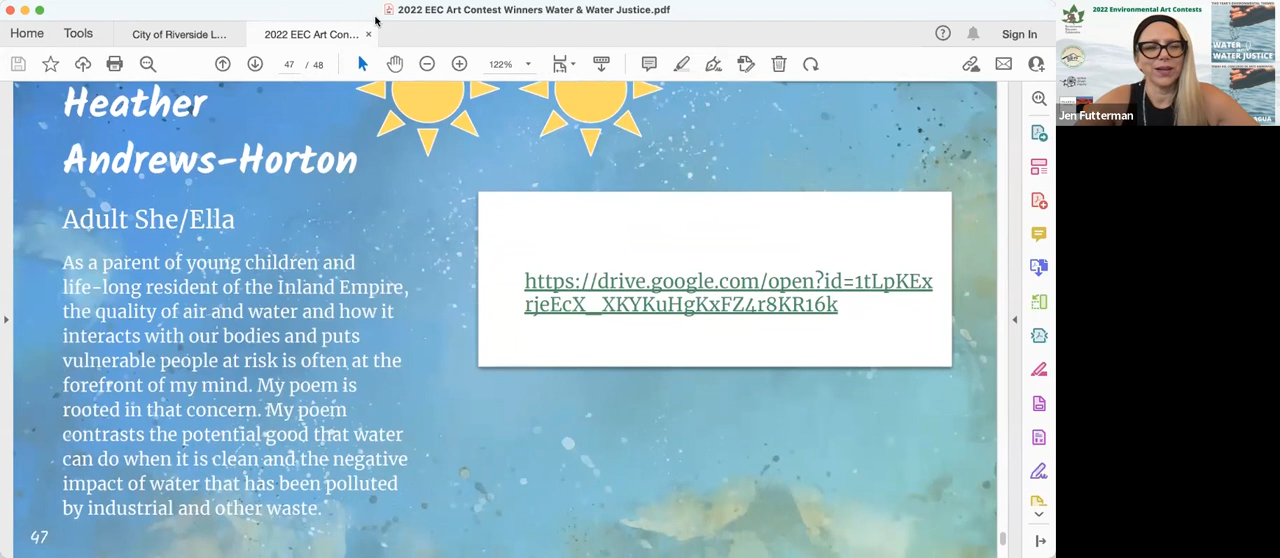 2022 EEC Art Contest Winners Water & Water Justice.pdf
Home
Tools
City of Riverside L...
2022 EEC Art Con...
Sign In
47 / 48
122%
Heather
Andrews-Horton
Adult She/Ella
As a parent of young children and
life-long resident of the Inland Empire,
the quality of air and water and how it
interacts with our bodies and puts
vulnerable people at risk is often at the
forefront of my mind. My poem is
rooted in that concern. My poem
contrasts the potential good that water
can do when it is clean and the negative
impact of water that has been polluted
by industrial and other waste.
47
https://drive.google.com/open?id=1tLpKEx
rjeEcX_XKYKuHgKxFZ4r8KR16k
2022 Environmental Art Contests
WATER
WATER JUSTICE
AGUA
Jen Futterman